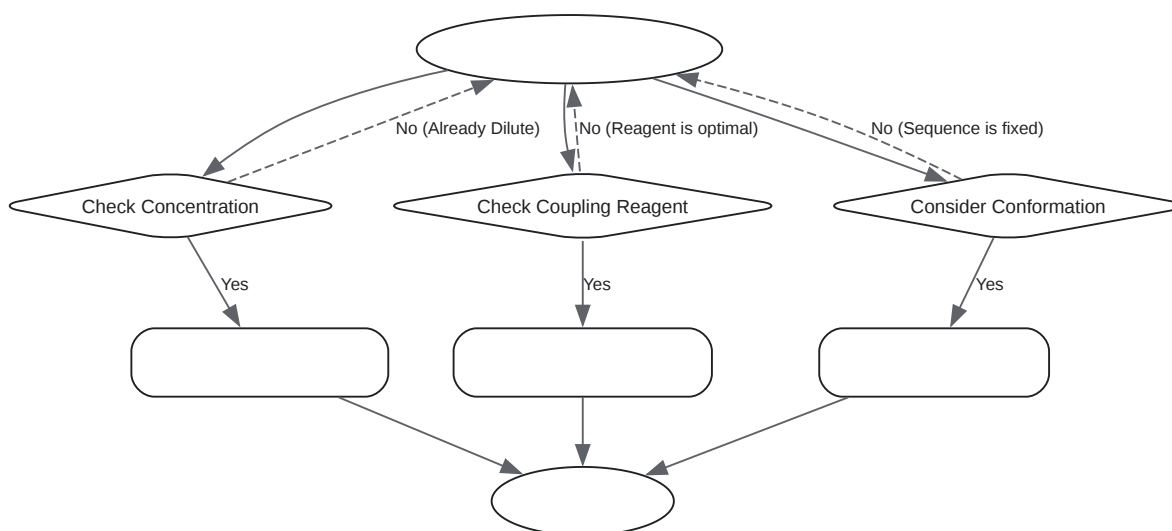 No (Already Dilute)
No (Reagent is optimal)
No (Sequence is fixed)
Check Concentration
Check Coupling Reagent
Consider Conformation
Yes
Yes
Yes